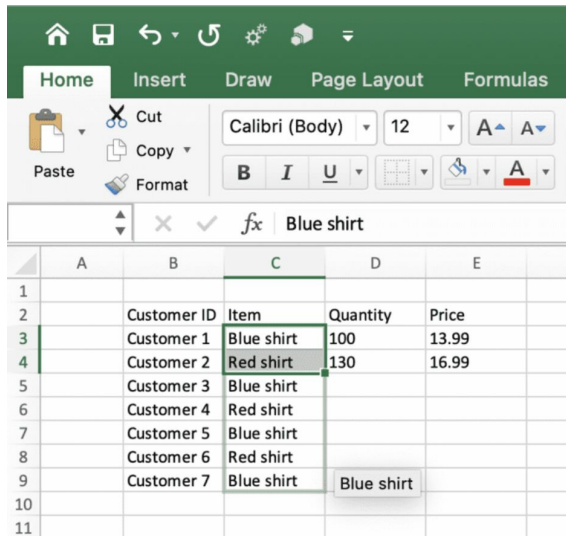 Home Insert Draw Page Layout Formulas
Cut
Calibri (Body) 12 A A
Copy
Paste
Format
B I U A
fx Blue shirt
A B C D E
1
2 Customer ID Item Quantity Price
3 Customer 1 Blue shirt 100 13.99
4 Customer 2 Red shirt 130 16.99
5 Customer 3 Blue shirt
6 Customer 4 Red shirt
7 Customer 5 Blue shirt
8 Customer 6 Red shirt
9 Customer 7 Blue shirt Blue shirt
10
11